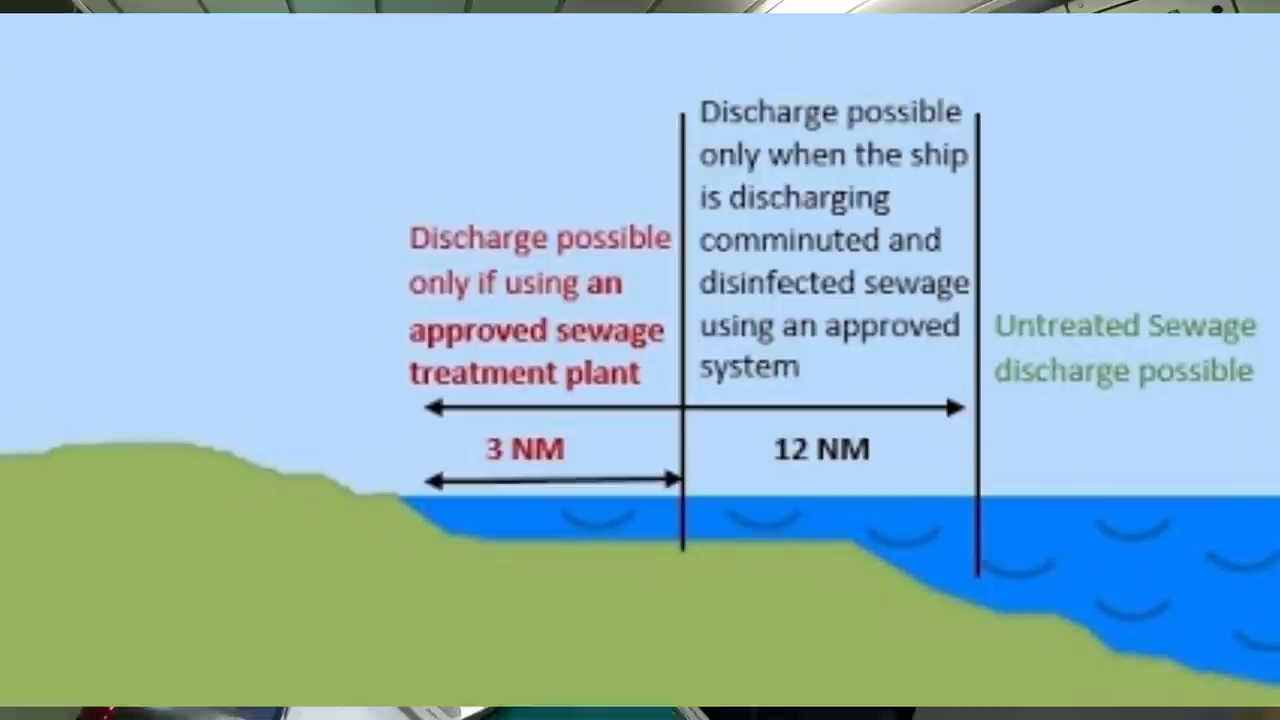 Discharge possible
only if using an
approved sewage
treatment plant
3 NM
Discharge possible
only when the ship
is discharging
comminuted and
disinfected sewage
using an approved
system
12 NM
Untreated Sewage
discharge possible